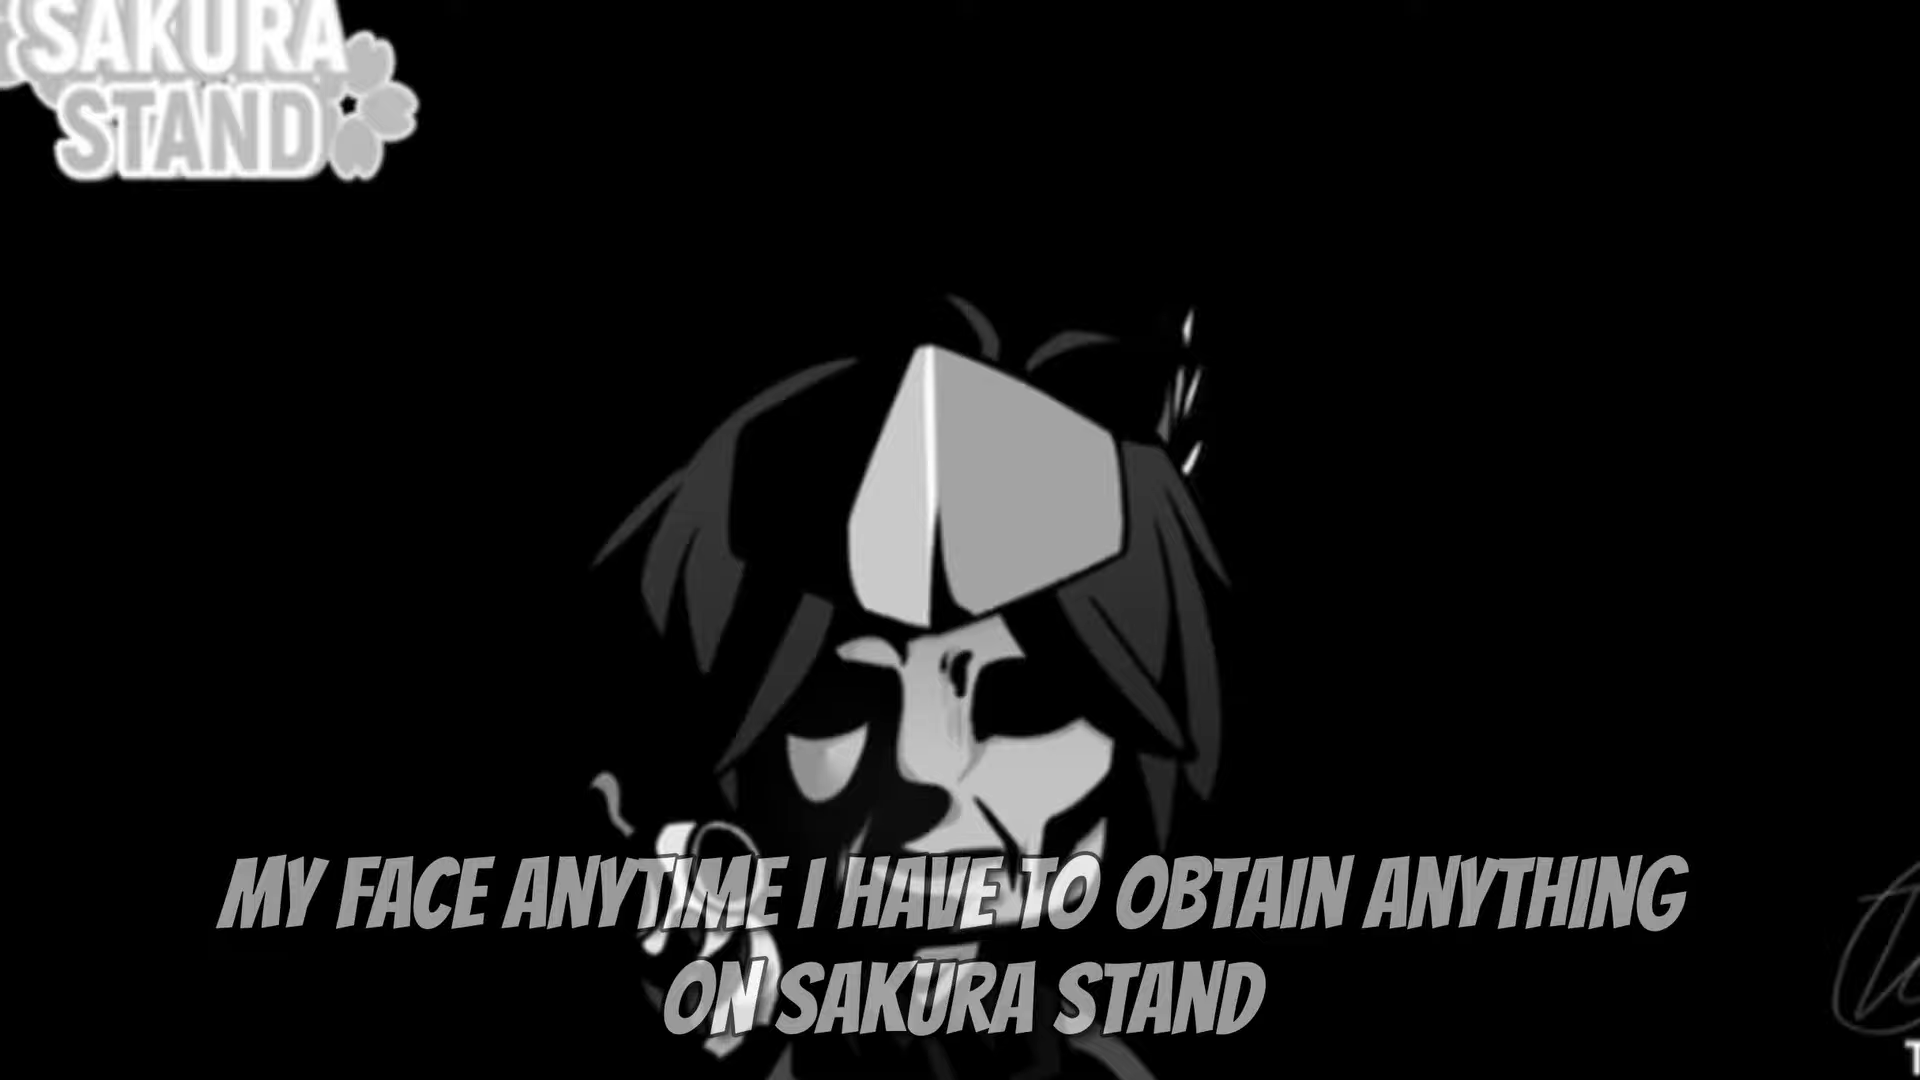 SAKURA
STAND
MY FACE ANYTIME I HAVE TO OBTAIN ANYTHING
ON SAKURA STAND